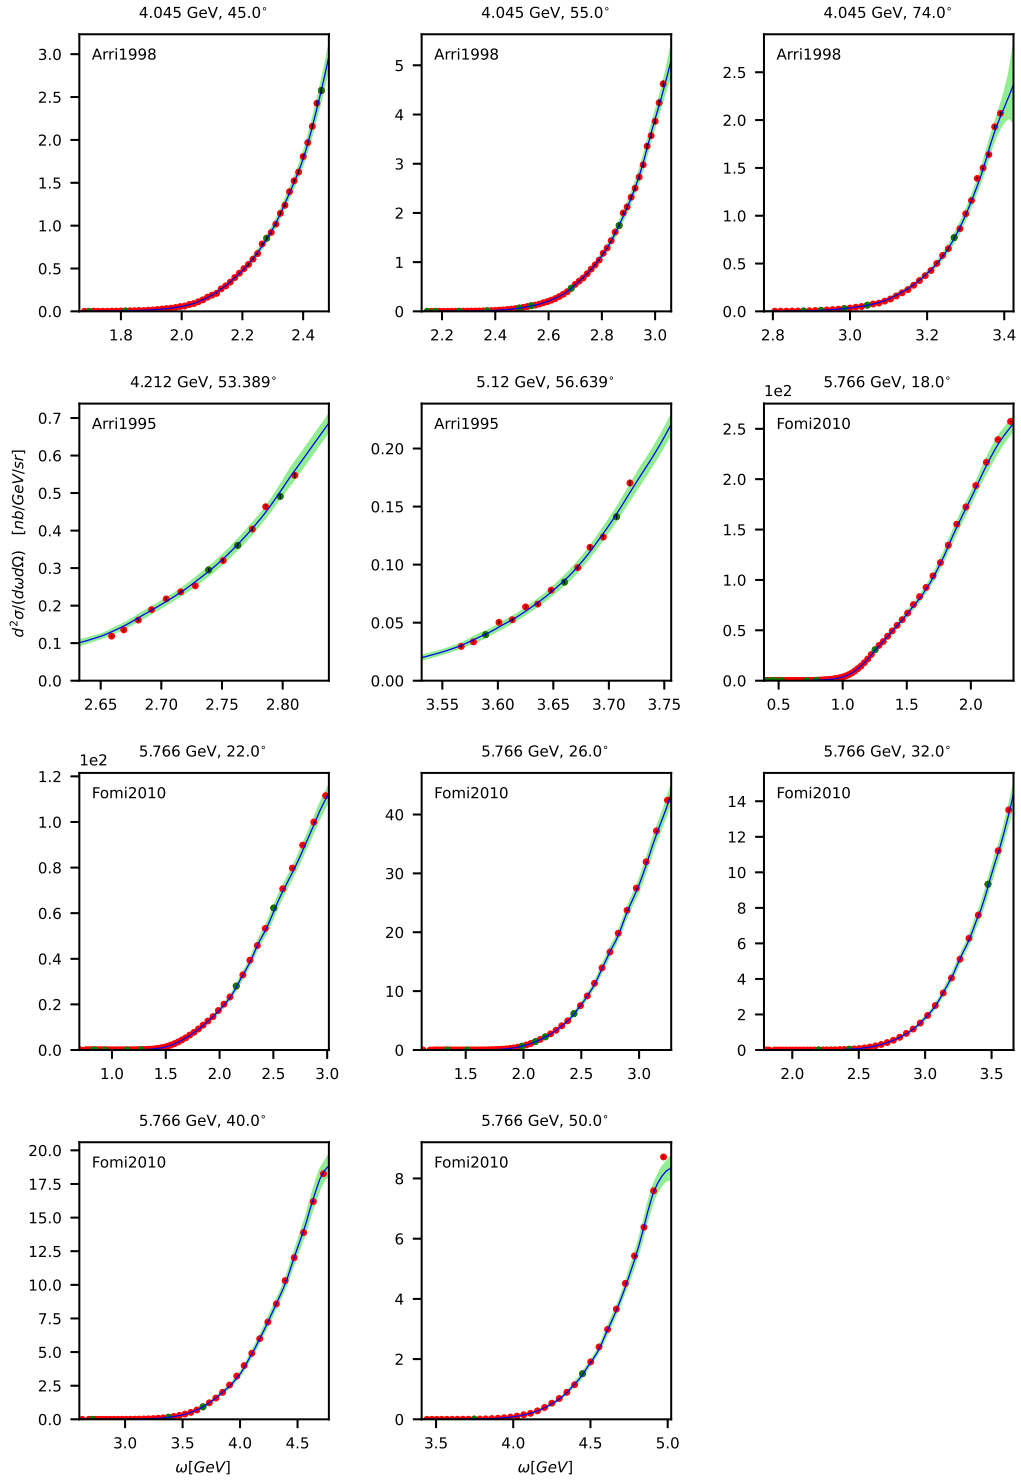 4.045 GeV, 45.0°
4.045 GeV, 55.0°
4.045 GeV, 74.0°
Arri1998
Arri1998
Arri1998
3.0
2.5
2.0
1.5
1.0
0.5
0.0
1.8 2.0 2.2 2.4
5
4
3
2
1
0
2.2 2.4 2.6 2.8 3.0
2.5
2.0
1.5
1.0
0.5
0.0
2.8 3.0 3.2 3.4
4.212 GeV, 53.389°
5.12 GeV, 56.639°
5.766 GeV, 18.0°
1e2
Arri1995
Arri1995
Fomi2010
d²σ/(dωdΩ) [nb/GeV/sr]
0.7
0.6
0.5
0.4
0.3
0.2
0.1
0.0
2.65 2.70 2.75 2.80
0.20
0.15
0.10
0.05
0.00
3.55 3.60 3.65 3.70 3.75
2.5
2.0
1.5
1.0
0.5
0.0
0.5 1.0 1.5 2.0
5.766 GeV, 22.0°
5.766 GeV, 26.0°
5.766 GeV, 32.0°
1e2
Fomi2010
Fomi2010
Fomi2010
1.2
1.0
0.8
0.6
0.4
0.2
0.0
1.0 1.5 2.0 2.5 3.0
40
30
20
10
0
1.5 2.0 2.5 3.0
14
12
10
8
6
4
2
0
2.0 2.5 3.0 3.5
5.766 GeV, 40.0°
5.766 GeV, 50.0°
Fomi2010
Fomi2010
20.0
17.5
15.0
12.5
10.0
7.5
5.0
2.5
0.0
3.0 3.5 4.0 4.5
ω[GeV]
8
6
4
2
0
3.5 4.0 4.5 5.0
ω[GeV]